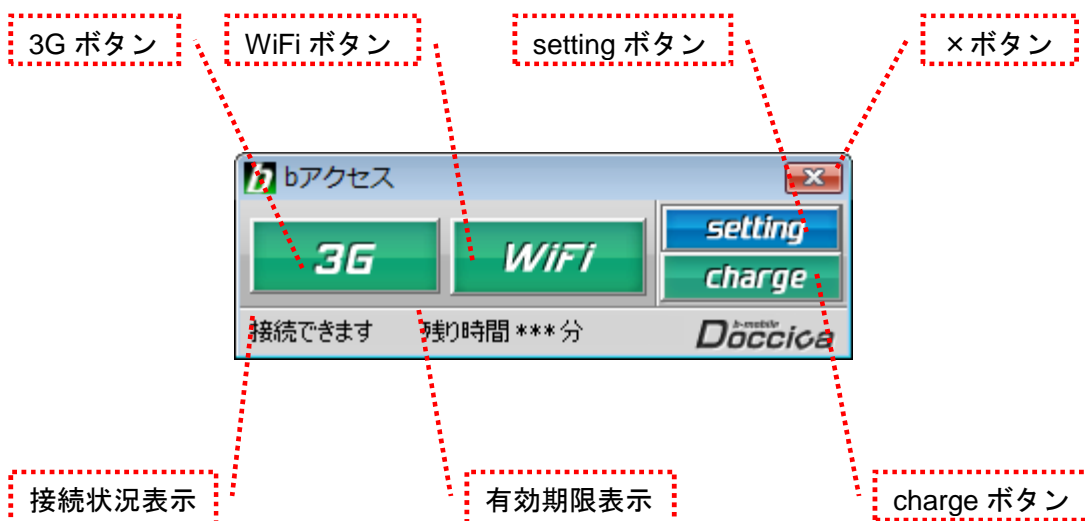 3G ボタン
WiFi ボタン
setting ボタン
×ボタン
bアクセス
3G
WiFi
setting
charge
接続できます
残り時間 *** 分
b-mobile
Doccica
接続状況表示
有効期限表示
charge ボタン